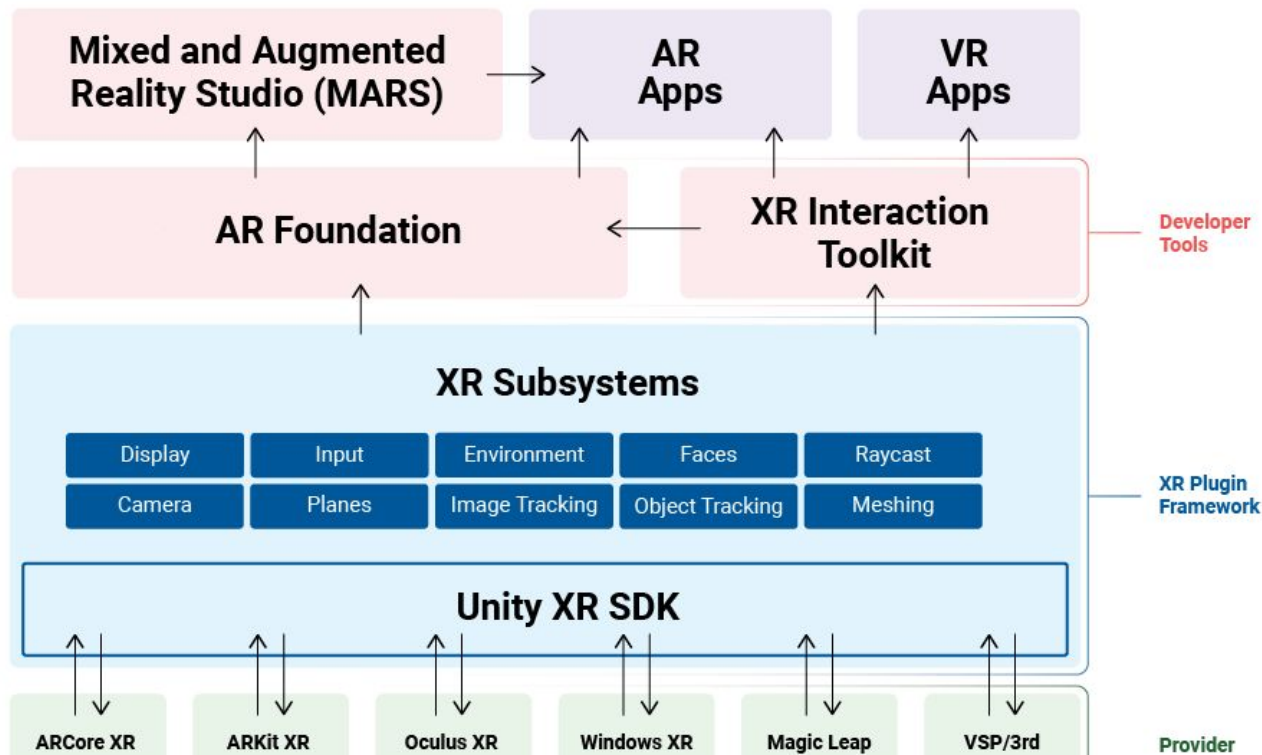 Mixed and Augmented
Reality Studio (MARS)
AR
Apps
VR
Apps
AR Foundation
XR Interaction
Toolkit
Developer
Tools
XR Subsystems
Display
Input
Environment
Faces
Raycast
Camera
Planes
Image Tracking
Object Tracking
Meshing
XR Plugin
Framework
Unity XR SDK
ARCore XR
ARKit XR
Oculus XR
Windows XR
Magic Leap
VSP/3rd
Provider